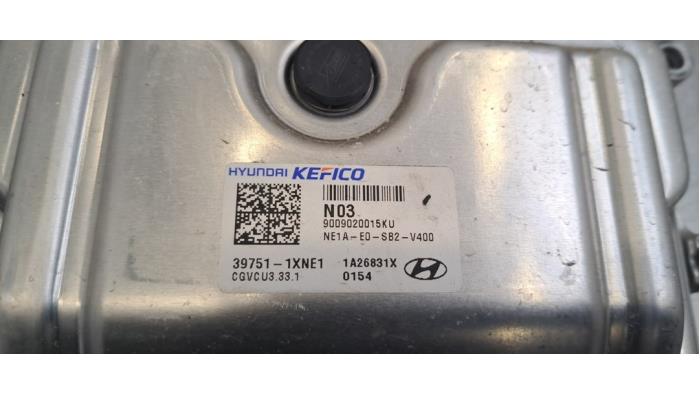 HYUNDAI KEFICO
N03
9009020015KU
NE1A-E0-SB2-V400
39751-1XNE1 1A26831X
CGVCU3.33.1 0154